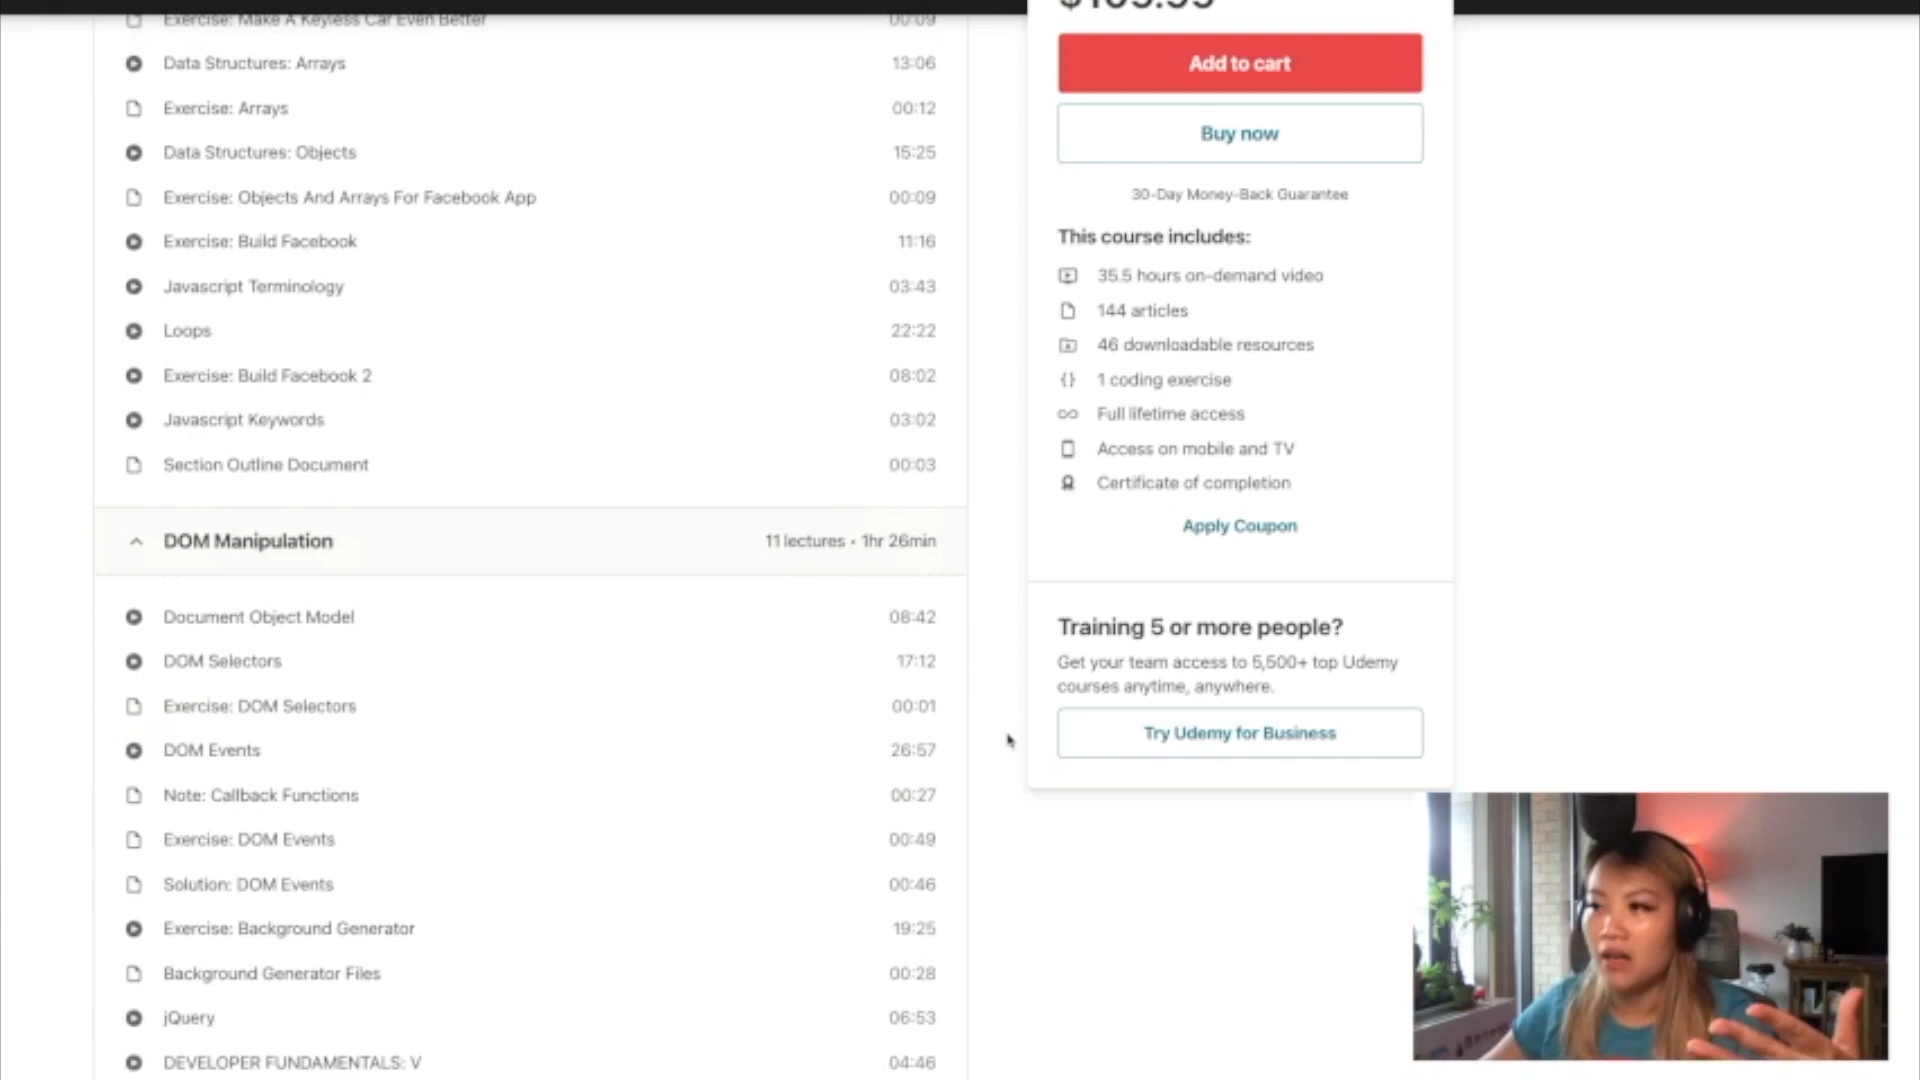 Exercise: Make A Keyless Car Even Better 00:09
Data Structures: Arrays 13:06
Exercise: Arrays 00:12
Data Structures: Objects 15:25
Exercise: Objects And Arrays For Facebook App 00:09
Exercise: Build Facebook 11:16
Javascript Terminology 03:43
Loops 22:22
Exercise: Build Facebook 2 08:02
Javascript Keywords 03:02
Section Outline Document 00:03
DOM Manipulation 11 lectures • 1hr 26min
Document Object Model 08:42
DOM Selectors 17:12
Exercise: DOM Selectors 00:01
DOM Events 26:57
Note: Callback Functions 00:27
Exercise: DOM Events 00:49
Solution: DOM Events 00:46
Exercise: Background Generator 19:25
Background Generator Files 00:28
jQuery 06:53
DEVELOPER FUNDAMENTALS: V 04:46
Add to cart
Buy now
30-Day Money-Back Guarantee
This course includes:
35.5 hours on-demand video
144 articles
46 downloadable resources
1 coding exercise
Full lifetime access
Access on mobile and TV
Certificate of completion
Apply Coupon
Training 5 or more people?
Get your team access to 5,500+ top Udemy
courses anytime, anywhere.
Try Udemy for Business